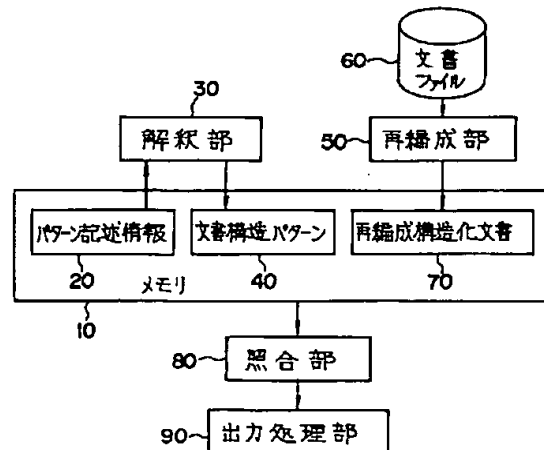 60
文書
ファイル
30
解釈部
50
再編成部
パターン記述情報
文書構造パターン
再編成構造化文書
20
メモリ
40
70
10
80
照合部
90
出力処理部